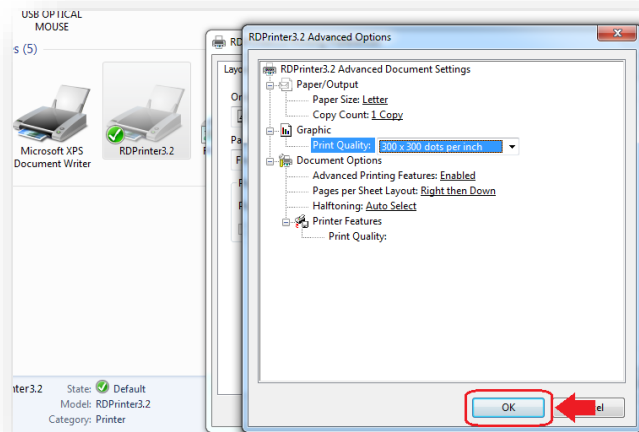 USB OPTICAL
MOUSE
s (5)
Microsoft XPS
Document Writer
RDPrinter3.2
RDPrinter3.2 Advanced Options
RDPrinter3.2 Advanced Document Settings
Paper/Output
Paper Size: Letter
Copy Count: 1 Copy
Graphic
Print Quality: 300 x 300 dots per inch
Document Options
Advanced Printing Features: Enabled
Pages per Sheet Layout: Right then Down
Halftoning: Auto Select
Printer Features
Print Quality:
OK
nter3.2 State: Default
Model: RDPrinter3.2
Category: Printer